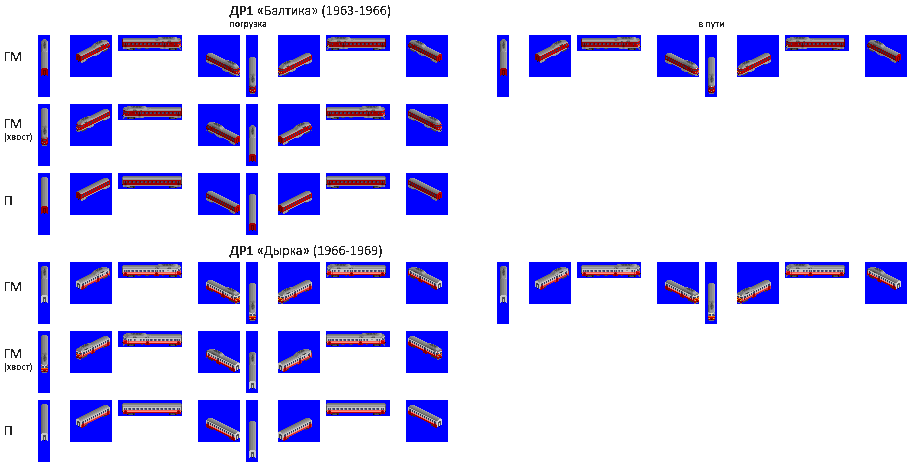 ДР1 «Балтика» (1963-1966)
погрузка
в пути
ГМ
ГМ
(хвост)
П
ДР1 «Дырка» (1966-1969)
ГМ
ГМ
(хвост)
П